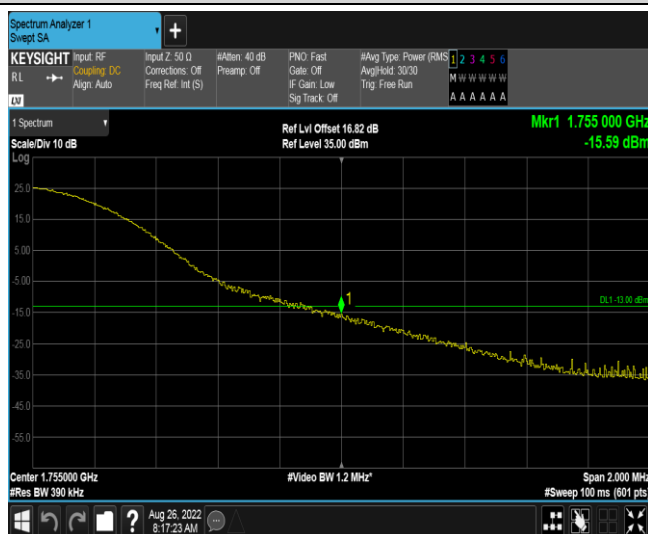 Spectrum Analyzer 1
Swept SA
+
KEYSIGHT
RL
LXI
Input: RF
Coupling: DC
Align: Auto
Input Z: 50 Ω
Corrections: Off
Freq Ref: Int (S)
#Atten: 40 dB
Preamp: Off
PNO: Fast
Gate: Off
IF Gain: Low
Sig Track: Off
#Avg Type: Power (RMS
Avg|Hold: 30/30
Trig: Free Run
1 2 3 4 5 6
M W W W W W
A A A A A A
1 Spectrum
Scale/Div 10 dB
Log
Ref Lvl Offset 16.82 dB
Ref Level 35.00 dBm
Mkr1 1.755 000 GHz
-15.59 dBm
25.0
15.0
5.00
-5.00
-15.0
-25.0
-35.0
-45.0
-55.0
1
DL1 -13.00 dBm
Center 1.755000 GHz
#Res BW 390 kHz
#Video BW 1.2 MHz*
Span 2.000 MHz
#Sweep 100 ms (601 pts)
?
Aug 26, 2022
8:17:23 AM